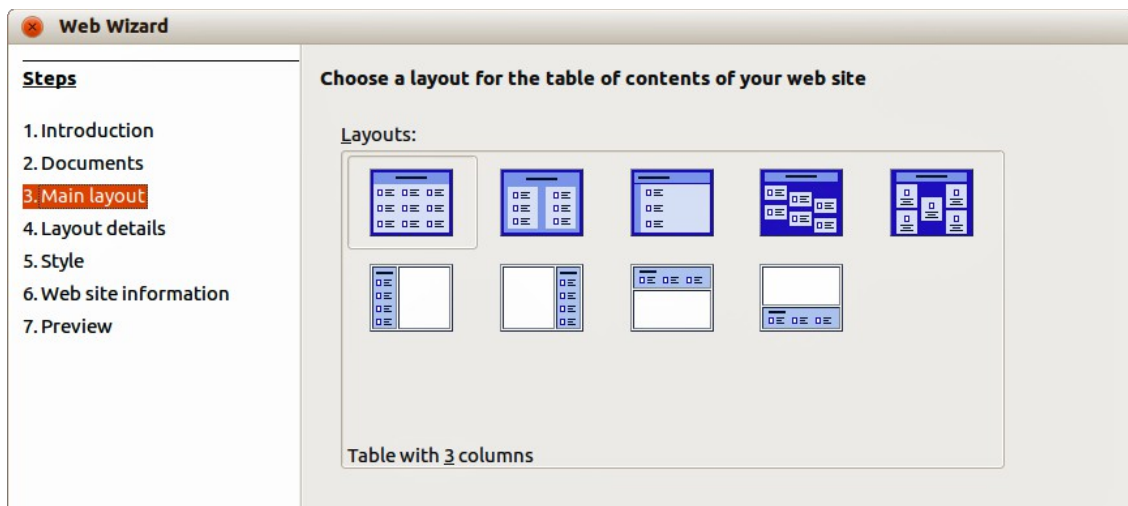 Web Wizard
Steps
1. Introduction
2. Documents
3. Main layout
4. Layout details
5. Style
6. Web site information
7. Preview
Choose a layout for the table of contents of your web site
Layouts:
Table with 3 columns